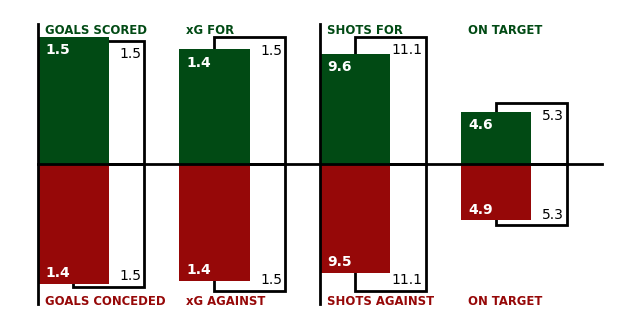 GOALS SCORED xG FOR SHOTS FOR ON TARGET
1.5 1.5 1.4 1.5 9.6 11.1 4.6 5.3
1.4 1.5 1.4 1.5 9.5 11.1 4.9 5.3
GOALS CONCEDED xG AGAINST SHOTS AGAINST ON TARGET